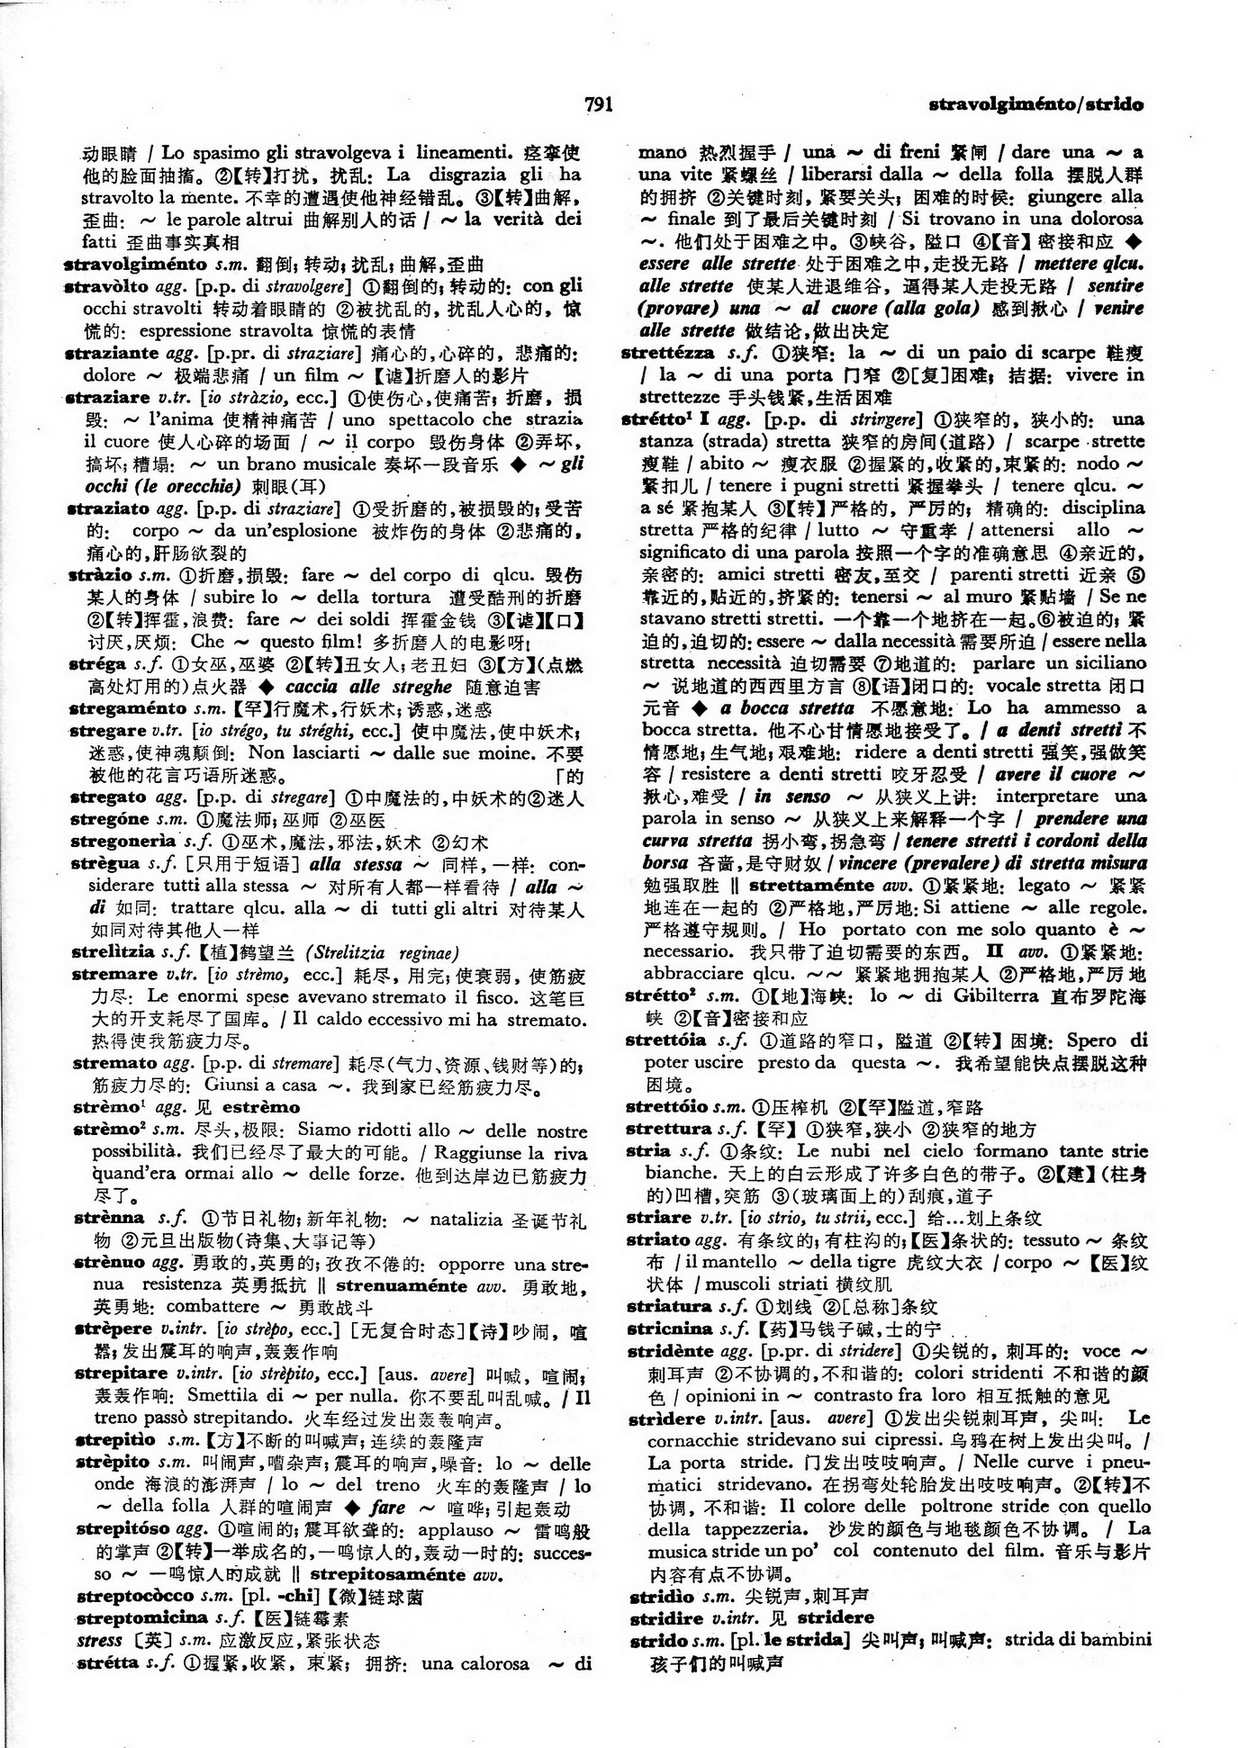 791
stravolgiménto/strido
动眼睛 / Lo spasimo gli stravolgeva i lineamenti. 痉挛使
他的脸面抽搐。②【转】打扰，扰乱: La disgrazia gli ha
stravolto la mente. 不幸的遭遇使他神经错乱。③【转】曲解，
歪曲: ～ le parole altrui 曲解别人的话 / ～ la verità dei
fatti 歪曲事实真相
stravolgiménto s.m. 翻倒; 转动; 扰乱; 曲解,歪曲
stravòlto agg. [p.p. di stravolgere] ①翻倒的; 转动的: con gli
occhi stravolti 转动着眼睛的 ②被扰乱的，扰乱人心的，惊
慌的: espressione stravolta 惊慌的表情
straziante agg. [p.pr. di straziare] 痛心的,心碎的，悲痛的:
dolore ～ 极端悲痛 / un film ～【谑】折磨人的影片
straziare v.tr. [io stràzio, ecc.] ①使伤心,使痛苦; 折磨，损
毁: ～ l'anima 使精神痛苦 / uno spettacolo che strazia
il cuore 使人心碎的场面 / ～ il corpo 毁伤身体 ②弄坏，
搞坏; 糟塌: ～ un brano musicale 奏坏一段音乐 ◆ ～ gli
occhi (le orecchie) 刺眼(耳)
straziato agg. [p.p. di straziare] ①受折磨的,被损毁的; 受苦
的: corpo ～ da un'esplosione 被炸伤的身体 ②悲痛的，
痛心的,肝肠欲裂的
stràzio s.m. ①折磨,损毁: fare ～ del corpo di qlcu. 毁伤
某人的身体 / subire lo ～ della tortura 遭受酷刑的折磨
②【转】挥霍,浪费: fare ～ dei soldi 挥霍金钱 ③【谑】【口】
讨厌,厌烦: Che ～ questo film! 多折磨人的电影呀!
stréga s.f. ①女巫,巫婆 ②【转】丑女人; 老丑妇 ③【方】(点燃
高处灯用的)点火器 ◆ caccia alle streghe 随意迫害
stregaménto s.m.【罕】行魔术,行妖术; 诱惑,迷惑
stregare v.tr. [io strégo, tu stréghi, ecc.] 使中魔法,使中妖术;
迷惑,使神魂颠倒: Non lasciarti ～ dalle sue moine. 不要
被他的花言巧语所迷惑。 「的
stregato agg. [p.p. di stregare] ①中魔法的,中妖术的②迷人
stregóne s.m. ①魔法师; 巫师 ②巫医
stregonerìa s.f. ①巫术,魔法,邪法,妖术 ②幻术
strègua s.f. [只用于短语] alla stessa ～ 同样,一样: con-
siderare tutti alla stessa ～ 对所有人都一样看待 / alla ～
di 如同: trattare qlcu. alla ～ di tutti gli altri 对待某人
如同对待其他人一样
strelìtzia s.f.【植】鹤望兰 (Strelitzia reginae)
stremare v.tr. [io strèmo, ecc.] 耗尽，用完; 使衰弱，使筋疲
力尽: Le enormi spese avevano stremato il fisco. 这笔巨
大的开支耗尽了国库。/ Il caldo eccessivo mi ha stremato.
热得使我筋疲力尽。
stremato agg. [p.p. di stremare] 耗尽(气力、资源、钱财等)的;
筋疲力尽的: Giunsi a casa ～. 我到家已经筋疲力尽。
strèmo¹ agg. 见 estrèmo
strèmo² s.m. 尽头,极限: Siamo ridotti allo ～ delle nostre
possibilità. 我们已经尽了最大的可能。/ Raggiunse la riva
quand'era ormai allo ～ delle forze. 他到达岸边已筋疲力
尽了。
strènna s.f. ①节日礼物; 新年礼物: ～ natalizia 圣诞节礼
物 ②元旦出版物(诗集、大事记等)
strènuo agg. 勇敢的,英勇的; 孜孜不倦的: opporre una stre-
nua resistenza 英勇抵抗 ‖ strenuaménte avv. 勇敢地，
英勇地: combattere ～ 勇敢战斗
strèpere v.intr. [io strèpo, ecc.] [无复合时态]【诗】吵闹，喧
嚣; 发出震耳的响声,轰轰作响
strepitare v.intr. [io strèpito, ecc.] [aus. avere] 叫喊，喧闹;
轰轰作响: Smettila di ～ per nulla. 你不要乱叫乱喊。/ Il
treno passò strepitando. 火车经过发出轰轰响声。
strepitìo s.m.【方】不断的叫喊声; 连续的轰隆声
strèpito s.m. 叫闹声,嘈杂声; 震耳的响声,噪音: lo ～ delle
onde 海浪的澎湃声 / lo ～ del treno 火车的轰隆声 / lo
～ della folla 人群的喧闹声 ◆ fare ～ 喧哗; 引起轰动
strepitóso agg. ①喧闹的; 震耳欲聋的: applauso ～ 雷鸣般
的掌声 ②【转】一举成名的,一鸣惊人的,轰动一时的: succes-
so ～ 一鸣惊人的成就 ‖ strepitosaménte avv.
streptocòcco s.m. [pl. -chi]【微】链球菌
streptomicina s.f.【医】链霉素
stress [英] s.m. 应激反应,紧张状态
strétta s.f. ①握紧,收紧，束紧; 拥挤: una calorosa ～ di
mano 热烈握手 / una ～ di freni 紧闸 / dare una ～ a
una vite 紧螺丝 / liberarsi dalla ～ della folla 摆脱人群
的拥挤 ②关键时刻，紧要关头; 困难的时候: giungere alla
～ finale 到了最后关键时刻 / Si trovano in una dolorosa
～. 他们处于困难之中。③峡谷，隘口 ④【音】密接和应 ◆
essere alle strette 处于困难之中,走投无路 / mettere qlcu.
alle strette 使某人进退维谷，逼得某人走投无路 / sentire
(provare) una ～ al cuore (alla gola) 感到揪心 / venire
alle strette 做结论,做出决定
strettézza s.f. ①狭窄: la ～ di un paio di scarpe 鞋瘦
/ la ～ di una porta 门窄 ②[复]困难; 拮据: vivere in
strettezze 手头钱紧,生活困难
strétto¹ I agg. [p.p. di stringere] ①狭窄的，狭小的: una
stanza (strada) stretta 狭窄的房间(道路) / scarpe strette
瘦鞋 / abito ～ 瘦衣服 ②握紧的,收紧的,束紧的: nodo ～
紧扣儿 / tenere i pugni stretti 紧握拳头 / tenere qlcu. ～
a sé 紧抱某人 ③【转】严格的，严厉的; 精确的: disciplina
stretta 严格的纪律 / lutto ～ 守重孝 / attenersi allo ～
significato di una parola 按照一个字的准确意思 ④亲近的，
亲密的: amici stretti 密友,至交 / parenti stretti 近亲 ⑤
靠近的,贴近的,挤紧的: tenersi ～ al muro 紧贴墙 / Se ne
stavano stretti stretti. 一个靠一个地挤在一起。⑥被迫的; 紧
迫的,迫切的: essere ～ dalla necessità 需要所迫 / essere nella
stretta necessità 迫切需要 ⑦地道的: parlare un siciliano
～ 说地道的西西里方言 ⑧【语】闭口的: vocale stretta 闭口
元音 ◆ a bocca stretta 不愿意地: Lo ha ammesso a
bocca stretta. 他不心甘情愿地接受了。/ a denti stretti 不
情愿地; 生气地; 艰难地: ridere a denti stretti 强笑,强做笑
容 / resistere a denti stretti 咬牙忍受 / avere il cuore ～
揪心,难受 / in senso ～ 从狭义上讲: interpretare una
parola in senso ～ 从狭义上来解释一个字 / prendere una
curva stretta 拐小弯,拐急弯 / tenere stretti i cordoni della
borsa 吝啬,是守财奴 / vincere (prevalere) di stretta misura
勉强取胜 ‖ strettaménte avv. ①紧紧地: legato ～ 紧紧
地连在一起的 ②严格地,严厉地: Si attiene ～ alle regole.
严格遵守规则。/ Ho portato con me solo quanto è ～
necessario. 我只带了迫切需要的东西。 II avv. ①紧紧地:
abbracciare qlcu. ～～ 紧紧地拥抱某人 ②严格地,严厉地
strétto² s.m. ①【地】海峡: lo ～ di Gibilterra 直布罗陀海
峡 ②【音】密接和应
strettóia s.f. ①道路的窄口，隘道 ②【转】困境: Spero di
poter uscire presto da questa ～. 我希望能快点摆脱这种
困境。
strettóio s.m. ①压榨机 ②【罕】隘道,窄路
strettura s.f.【罕】①狭窄,狭小 ②狭窄的地方
stria s.f. ①条纹: Le nubi nel cielo formano tante strie
bianche. 天上的白云形成了许多白色的带子。②【建】(柱身
的)凹槽,突筋 ③(玻璃面上的)刮痕,道子
striare v.tr. [io strio, tu strii, ecc.] 给…划上条纹
striato agg. 有条纹的; 有柱沟的;【医】条状的: tessuto ～ 条纹
布 / il mantello ～ della tigre 虎纹大衣 / corpo ～【医】纹
状体 / muscoli striati 横纹肌
striatura s.f. ①划线 ②[总称]条纹
stricnina s.f.【药】马钱子碱,士的宁
stridènte agg. [p.pr. di stridere] ①尖锐的，刺耳的: voce ～
刺耳声 ②不协调的,不和谐的: colori stridenti 不和谐的颜
色 / opinioni in ～ contrasto fra loro 相互抵触的意见
strìdere v.intr. [aus. avere] ①发出尖锐刺耳声，尖叫: Le
cornacchie stridevano sui cipressi. 乌鸦在树上发出尖叫。/
La porta stride. 门发出吱吱响声。/ Nelle curve i pneu-
matici stridevano. 在拐弯处轮胎发出吱吱响声。②【转】不
协调，不和谐: Il colore delle poltrone stride con quello
della tappezzeria. 沙发的颜色与地毯颜色不协调。/ La
musica stride un po' col contenuto del film. 音乐与影片
内容有点不协调。
stridìo s.m. 尖锐声,刺耳声
stridire v.intr. 见 stridere
strido s.m. [pl. le strida] 尖叫声; 叫喊声: strida di bambini
孩子们的叫喊声